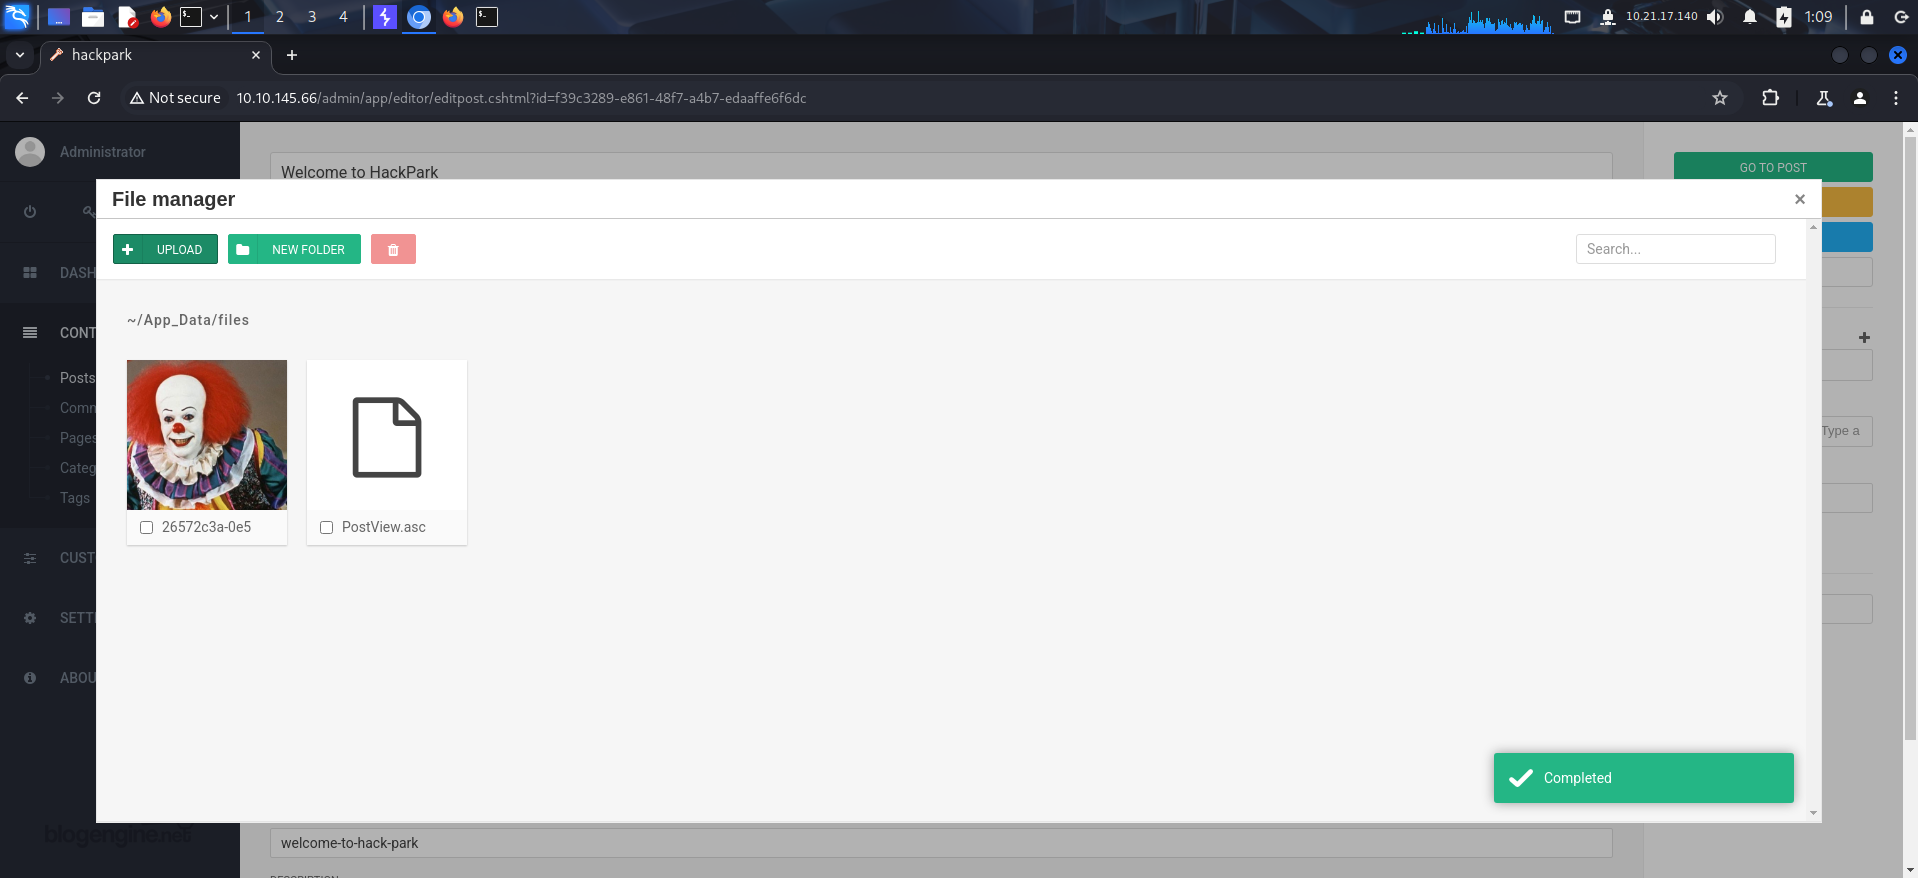 1 2 3 4
10.21.17.140
1:09
hackpark
Not secure
10.10.145.66/admin/app/editor/editpost.cshtml?id=f39c3289-e861-48f7-a4b7-edaaffe6f6dc
Administrator
Welcome to HackPark
GO TO POST
File manager
UPLOAD
NEW FOLDER
Search...
DASH
~/App_Data/files
CONT
Posts
Comm
Pages
Categ
Tags
Type a
26572c3a-0e5
PostView.asc
CUST
SETTI
ABOU
Completed
blogengine.net
welcome-to-hack-park
DESCRIPTION